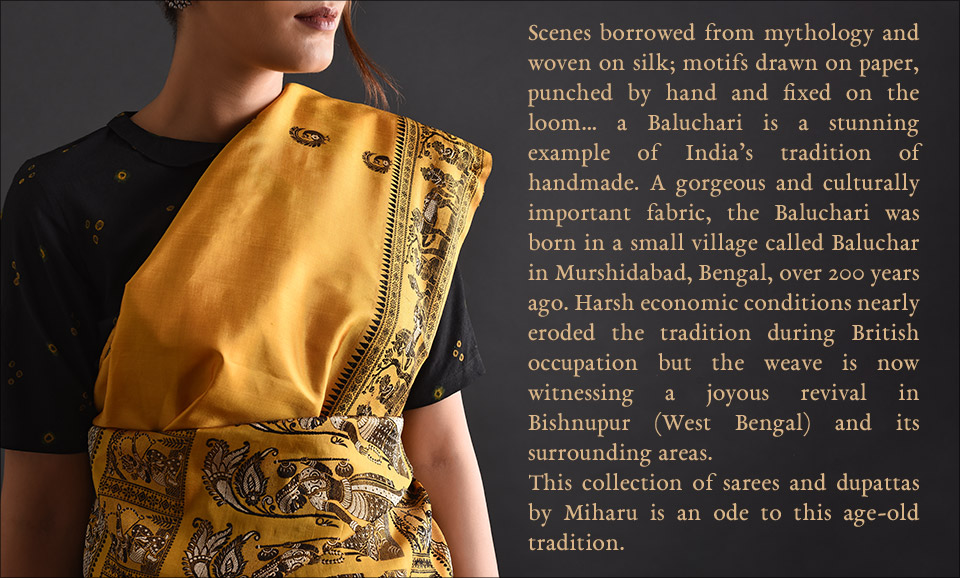 Scenes borrowed from mythology and
woven on silk; motifs drawn on paper,
punched by hand and fixed on the
loom... a Baluchari is a stunning
example of India's tradition of
handmade. A gorgeous and culturally
important fabric, the Baluchari was
born in a small village called Baluchar
in Murshidabad, Bengal, over 200 years
ago. Harsh economic conditions nearly
eroded the tradition during British
occupation but the weave is now
witnessing a joyous revival in
Bishnupur (West Bengal) and its
surrounding areas.
This collection of sarees and dupattas
by Miharu is an ode to this age-old
tradition.